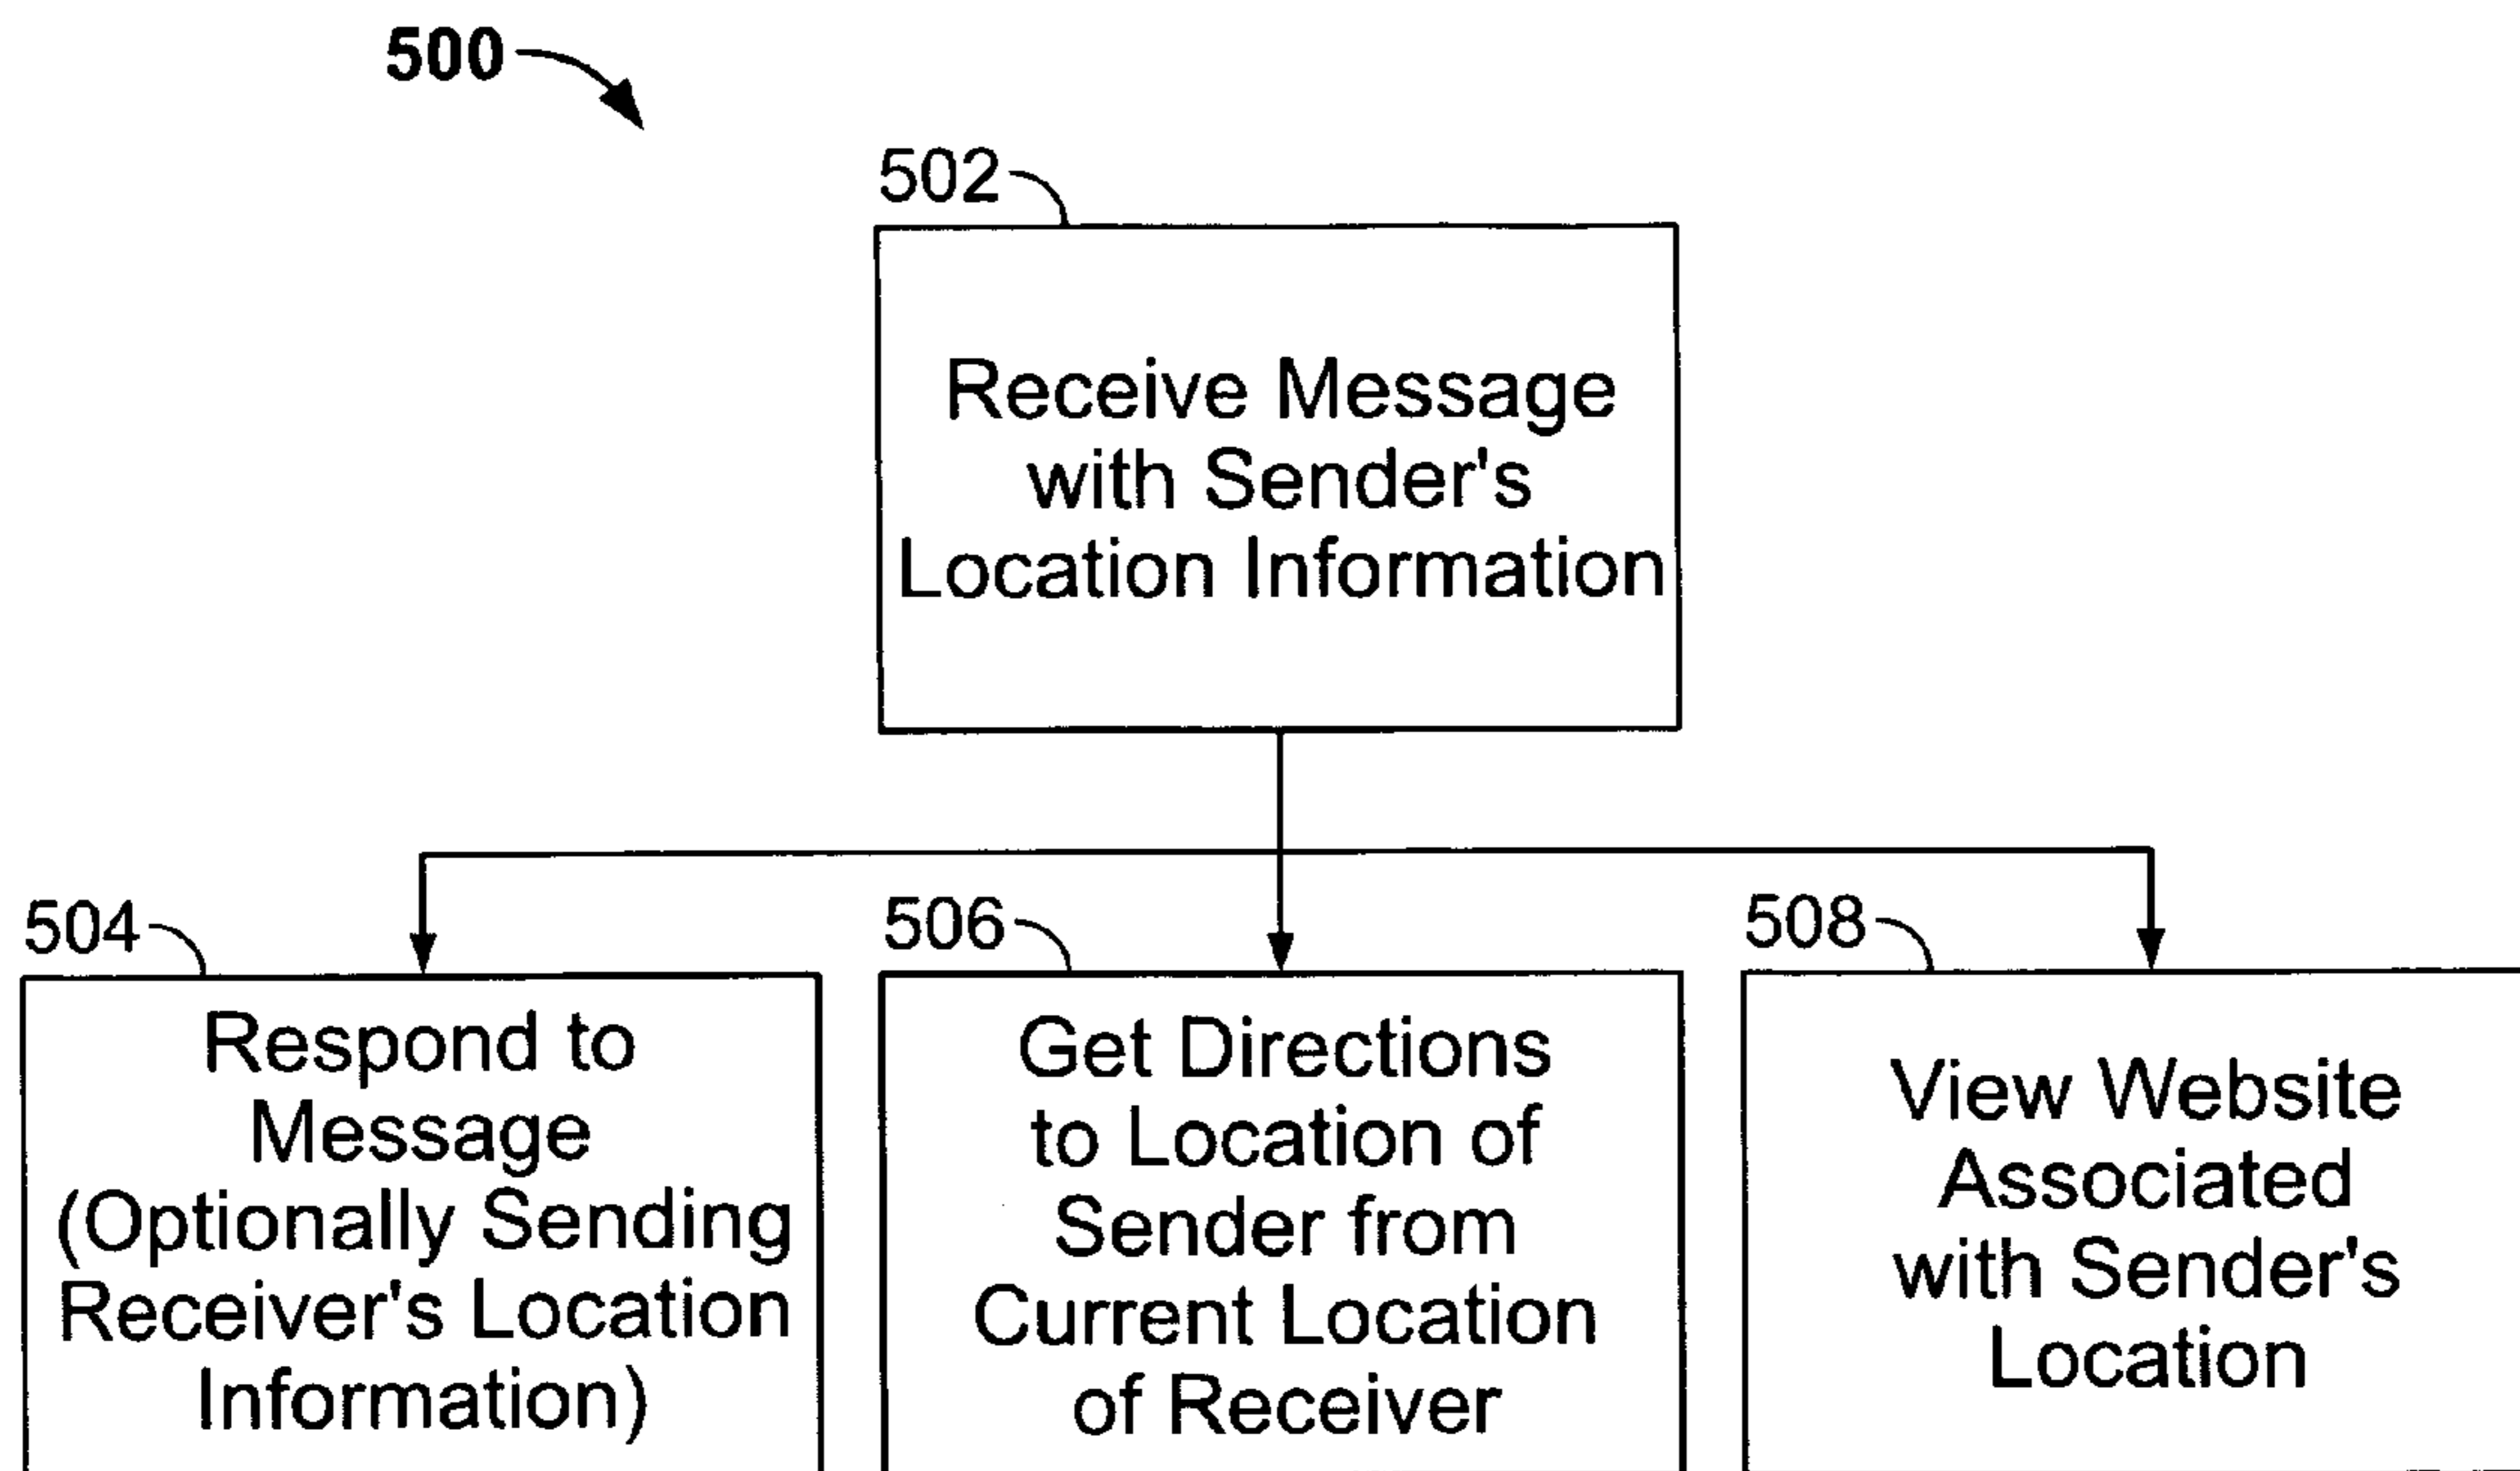 500
502
Receive Message
with Sender's
Location Information
504
Respond to
Message
(Optionally Sending
Receiver's Location
Information)
506
Get Directions
to Location of
Sender from
Current Location
of Receiver
508
View Website
Associated
with Sender's
Location